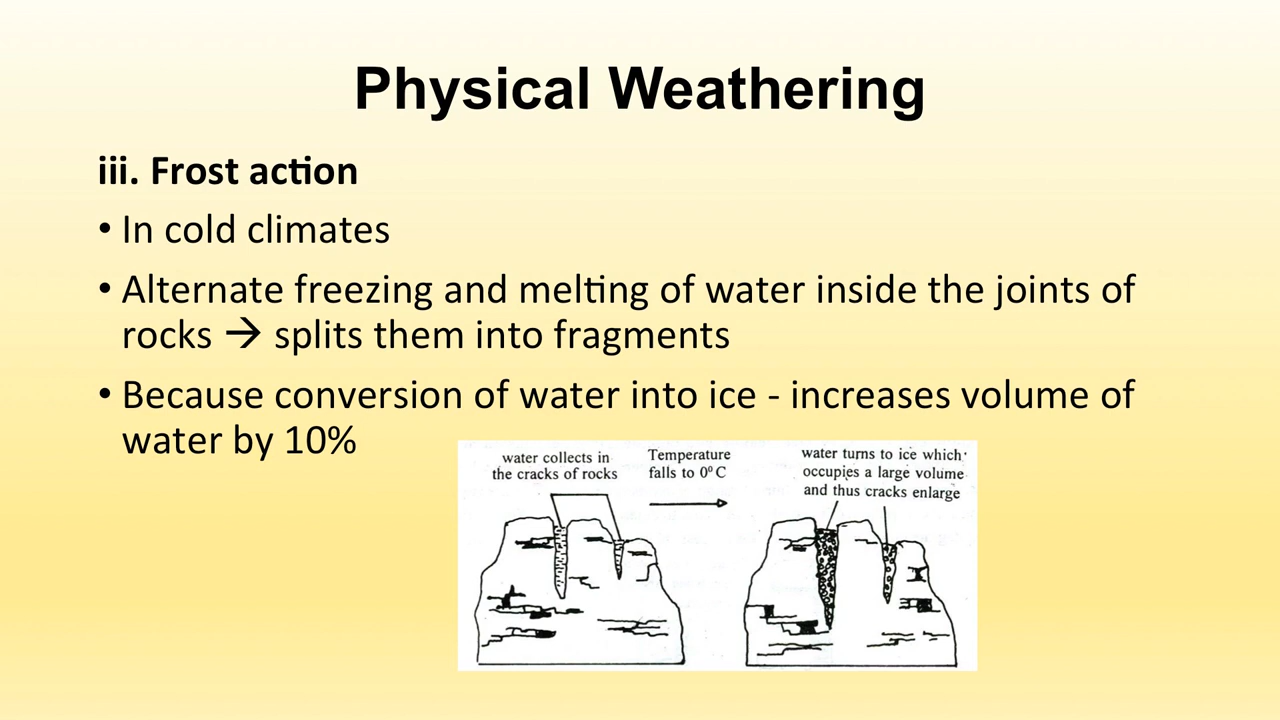 Physical Weathering
iii. Frost action
• In cold climates
• Alternate freezing and melting of water inside the joints of
rocks → splits them into fragments
• Because conversion of water into ice - increases volume of
water by 10%
water collects in
the cracks of rocks
Temperature
falls to 0⁰ C
water turns to ice which
occupies a large volume
and thus cracks enlarge